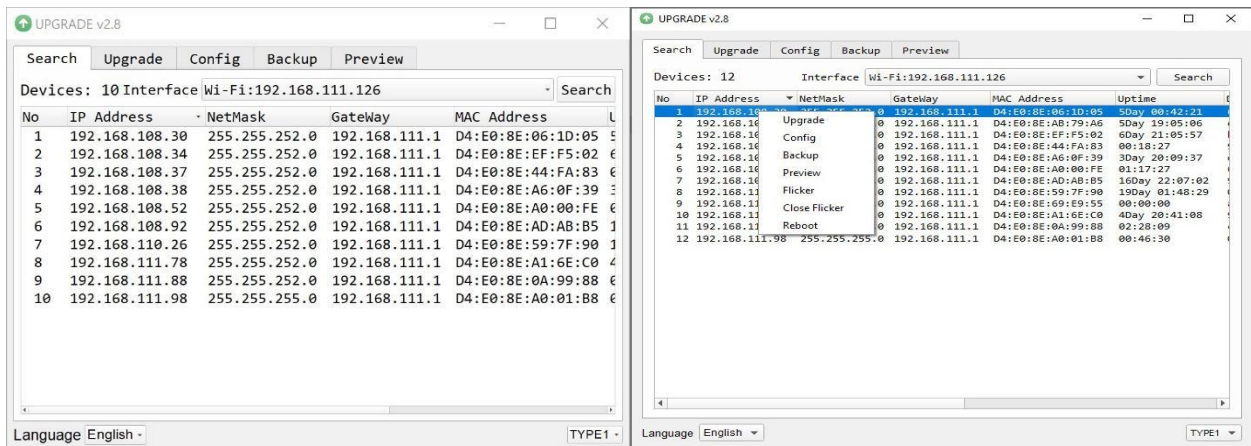 UPGRADE v2.8
Search Upgrade Config Backup Preview
Devices: 10 Interface Wi-Fi:192.168.111.126 Search
No IP Address NetMask GateWay MAC Address
1 192.168.108.30 255.255.252.0 192.168.111.1 D4:E0:8E:06:1D:05
2 192.168.108.34 255.255.252.0 192.168.111.1 D4:E0:8E:EF:F5:02
3 192.168.108.37 255.255.252.0 192.168.111.1 D4:E0:8E:44:FA:83
4 192.168.108.38 255.255.252.0 192.168.111.1 D4:E0:8E:A6:0F:39
5 192.168.108.52 255.255.252.0 192.168.111.1 D4:E0:8E:A0:00:FE
6 192.168.108.92 255.255.252.0 192.168.111.1 D4:E0:8E:AD:AB:B5
7 192.168.110.26 255.255.252.0 192.168.111.1 D4:E0:8E:59:7F:90
8 192.168.111.78 255.255.252.0 192.168.111.1 D4:E0:8E:A1:6E:C0
9 192.168.111.88 255.255.252.0 192.168.111.1 D4:E0:8E:0A:99:88
10 192.168.111.98 255.255.255.0 192.168.111.1 D4:E0:8E:A0:01:B8
Language English TYPE1
UPGRADE v2.8
Search Upgrade Config Backup Preview
Devices: 12 Interface Wi-Fi:192.168.111.126 Search
No IP Address NetMask GateWay MAC Address Uptime
1 192.168.111.1 D4:E0:8E:06:1D:05 5Day 00:42:21
2 192.168.111.1 D4:E0:8E:AB:79:A6 5Day 19:05:06
3 192.168.111.1 D4:E0:8E:EF:F5:02 6Day 21:05:57
4 192.168.111.1 D4:E0:8E:44:FA:83 00:18:27
5 192.168.111.1 D4:E0:8E:A6:0F:39 3Day 20:09:37
6 192.168.111.1 D4:E0:8E:A0:00:FE 01:17:27
7 192.168.111.1 D4:E0:8E:AD:AB:B5 16Day 22:07:02
8 192.168.111.1 D4:E0:8E:59:7F:90 19Day 01:48:29
9 192.168.111.1 D4:E0:8E:69:E9:55 00:00:00
10 192.168.111.1 D4:E0:8E:A1:6E:C0 4Day 20:41:08
11 192.168.111.1 D4:E0:8E:0A:99:88 02:28:09
12 192.168.111.98 255.255.255.0 192.168.111.1 D4:E0:8E:A0:01:B8 00:46:30
Upgrade
Config
Backup
Preview
Flicker
Close Flicker
Reboot
Language English TYPE1